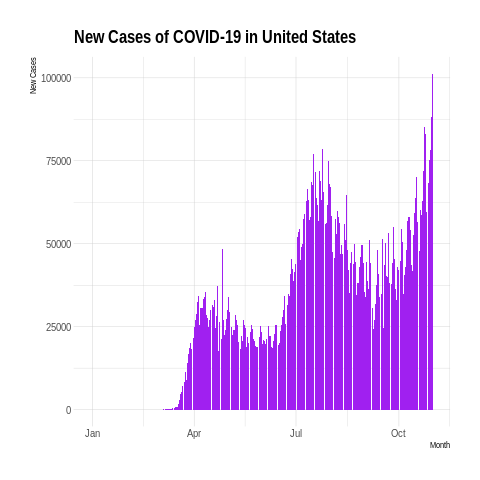 New Cases of COVID-19 in United States
New Cases
100000
75000
50000
25000
0
Jan Apr Jul Oct
Month